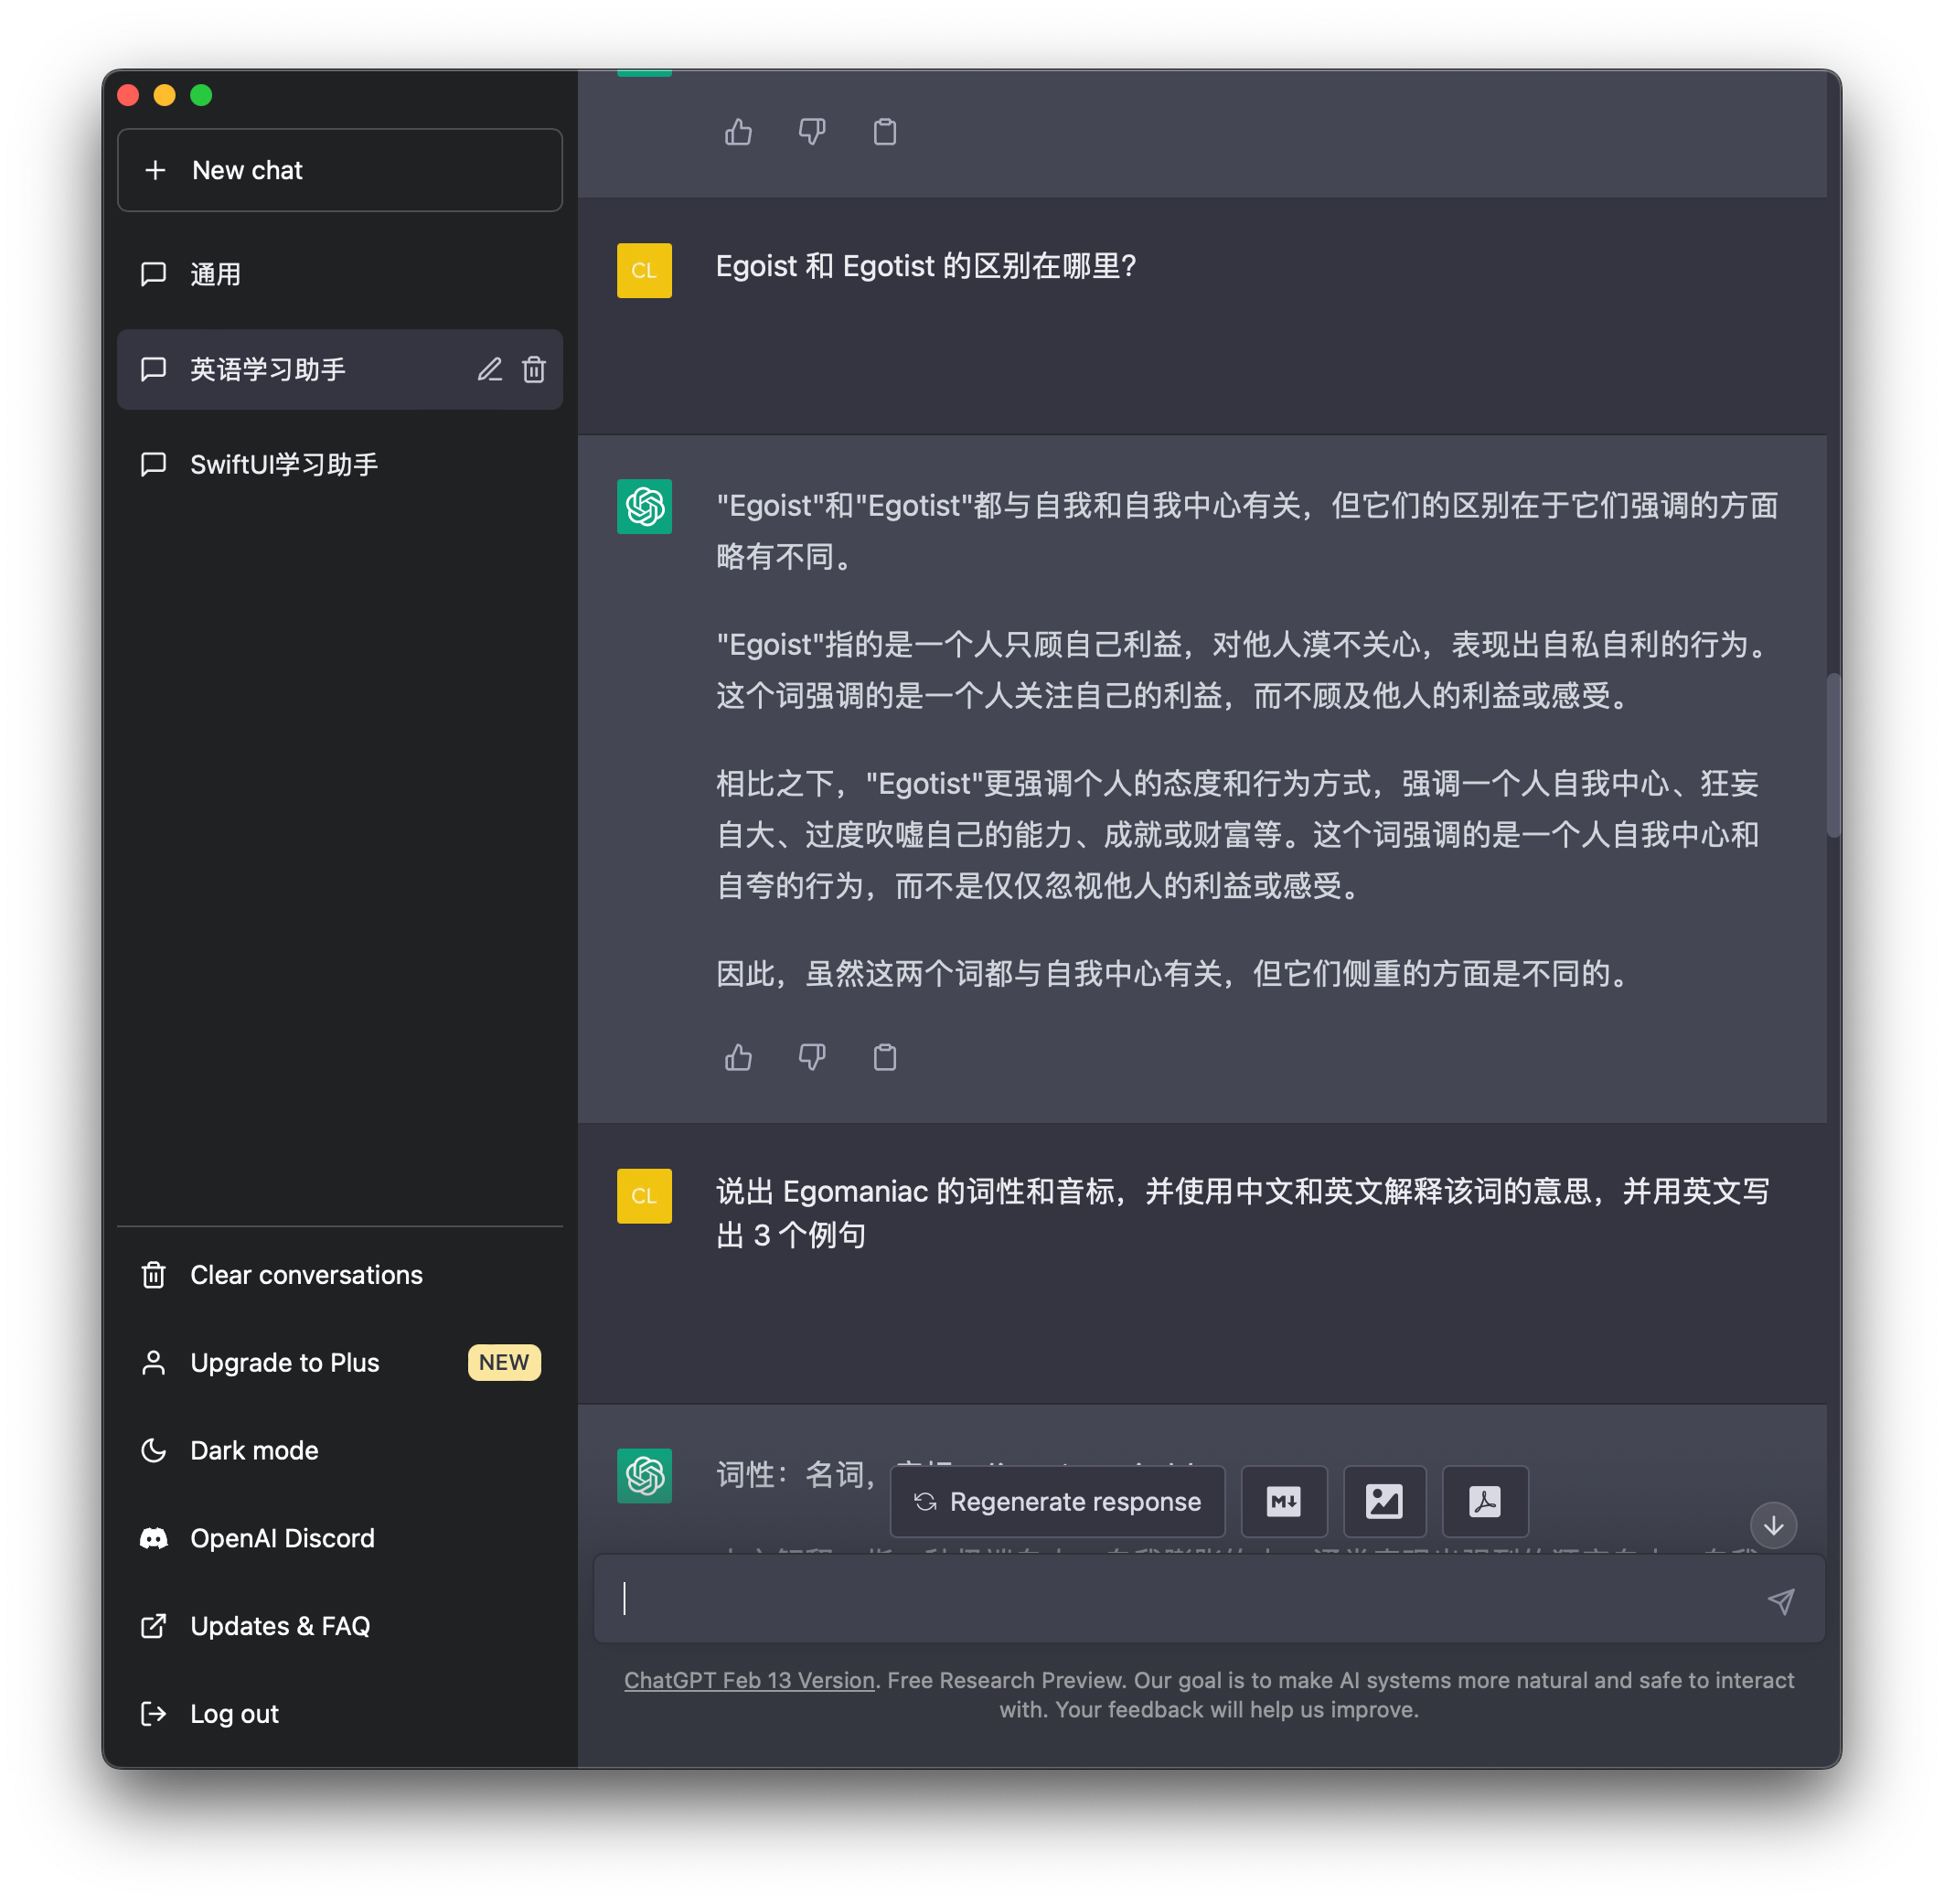 New chat
通用
英语学习助手
SwiftUI学习助手
Clear conversations
Upgrade to Plus NEW
Dark mode
OpenAI Discord
Updates & FAQ
Log out
CL
Egoist 和 Egotist 的区别在哪里?
"Egoist"和"Egotist"都与自我和自我中心有关，但它们的区别在于它们强调的方面
略有不同。
"Egoist"指的是一个人只顾自己利益，对他人漠不关心，表现出自私自利的行为。
这个词强调的是一个人关注自己的利益，而不顾及他人的利益或感受。
相比之下，"Egotist"更强调个人的态度和行为方式，强调一个人自我中心、狂妄
自大、过度吹嘘自己的能力、成就或财富等。这个词强调的是一个人自我中心和
自夸的行为，而不是仅仅忽视他人的利益或感受。
因此，虽然这两个词都与自我中心有关，但它们侧重的方面是不同的。
CL
说出 Egomaniac 的词性和音标，并使用中文和英文解释该词的意思，并用英文写
出 3 个例句
词性：名词，
Regenerate response
M
ChatGPT Feb 13 Version. Free Research Preview. Our goal is to make AI systems more natural and safe to interact
with. Your feedback will help us improve.